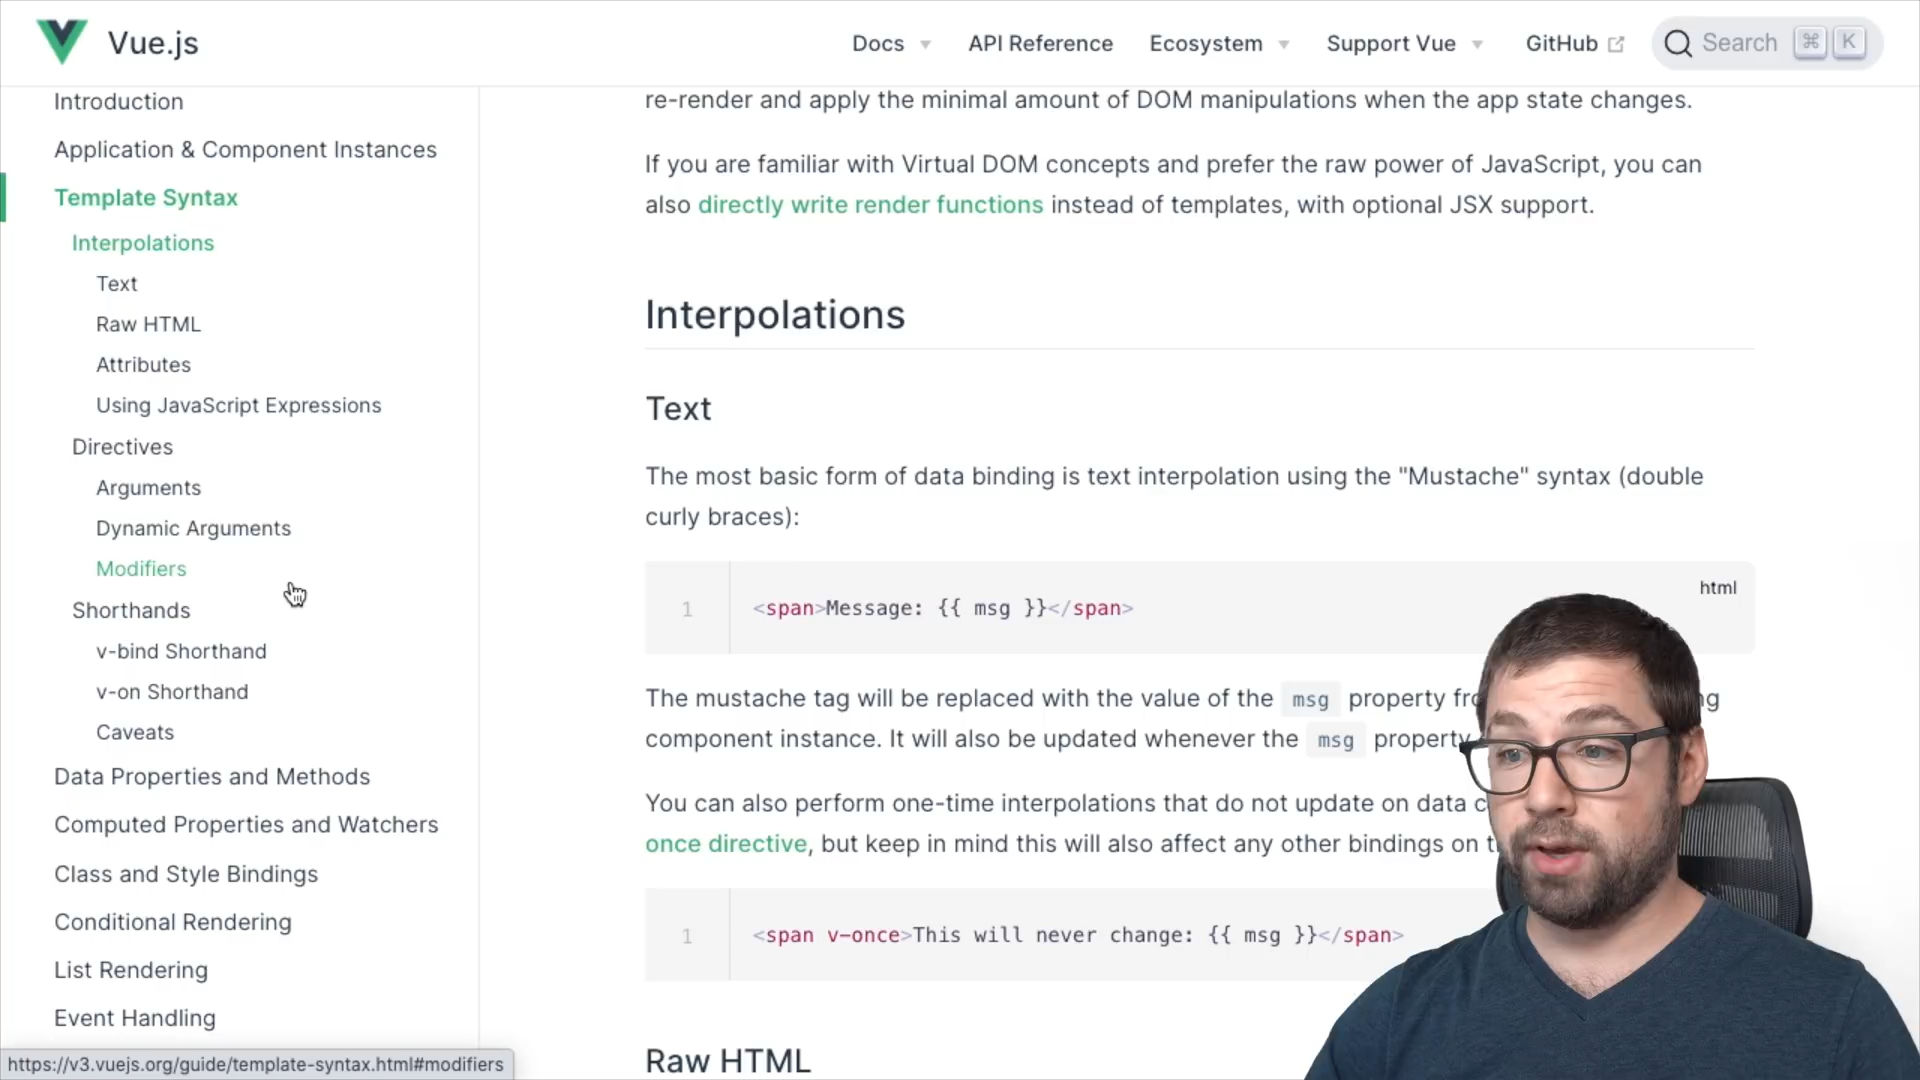 Vue.js
Docs
API Reference
Ecosystem
Support Vue
GitHub
Search ⌘ K
Introduction
Application & Component Instances
Template Syntax
Interpolations
Text
Raw HTML
Attributes
Using JavaScript Expressions
Directives
Arguments
Dynamic Arguments
Modifiers
Shorthands
v-bind Shorthand
v-on Shorthand
Caveats
Data Properties and Methods
Computed Properties and Watchers
Class and Style Bindings
Conditional Rendering
List Rendering
Event Handling
https://v3.vuejs.org/guide/template-syntax.html#modifiers
re-render and apply the minimal amount of DOM manipulations when the app state changes.
If you are familiar with Virtual DOM concepts and prefer the raw power of JavaScript, you can
also directly write render functions instead of templates, with optional JSX support.
Interpolations
Text
The most basic form of data binding is text interpolation using the "Mustache" syntax (double
curly braces):
html
1 <span>Message: {{ msg }}</span>
The mustache tag will be replaced with the value of the msg property
component instance. It will also be updated whenever the msg property
You can also perform one-time interpolations that do not update on data
once directive, but keep in mind this will also affect any other bindings on
1 <span v-once>This will never change: {{ msg }}</span>
Raw HTML